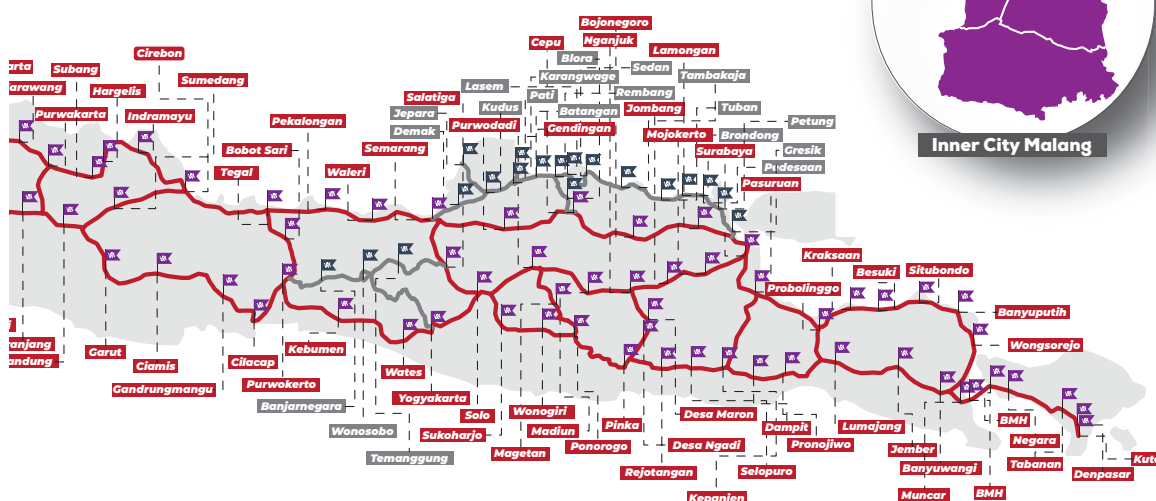 Bojonegoro
Cepu
Nganjuk
Cirebon
Lamongan
Blora
Subang
Sedan
Sumedang
Karangwage
Tambakaja
Lasem
Hargelis
Rembang
Pati
Salatiga
Kudus
Tuban
Jombang
Batangan
Jepara
Purwakarta
Indramayu
Pekalongan
Petung
Purwodadi
Gendingan
Demak
Mojokerto
Brondong
Semarang
Bobot Sari
Surabaya
Gresik
Inner City Malang
Pedesaan
Tegal
Waleri
Pasuruan
Kraksaan
Besuki
Situbondo
Probolinggo
Banyuputih
Wongsorejo
Garut
Ciamis
Cilacap
Kebumen
Gandrungmangu
Purwokerto
Wates
Yogyakarta
Banjarnegara
Solo
Wonogiri
Desa Maron
BMH
Pinka
Dampit
Lumajang
Wonosobo
Sukoharjo
Madiun
Negara
Ponorogo
Desa Ngadi
Pronojiwo
Magetan
Jember
Temanggung
Tabanan
Banyuwangi
Rejotangan
Selopuro
Denpasar
Muncar
BMH
Kepanjen